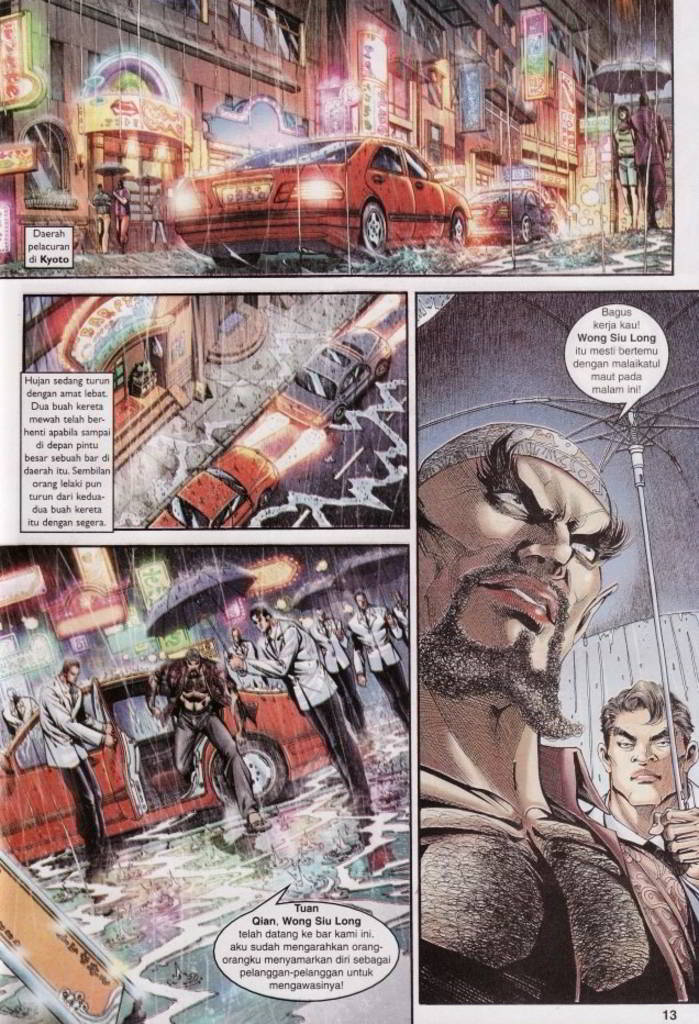 Daerah
pelacuran
di Kyoto
Hujan sedang turun
dengan amat lebat.
Dua buah kereta
mewah telah ber-
henti apabila sampai
di depan pintu
besar sebuah bar di
daerah itu. Sembilan
orang lelaki pun
turun dari kedua-
dua buah kereta
itu dengan segera.
Bagus
kerja kau!
Wong Siu Long
itu mesti bertemu
dengan malaikatul
maut pada
malam ini!
Tuan
Qian, Wong Siu Long
telah datang ke bar kami ini.
aku sudah mengarahkan orang-
orangku menyamarkan diri sebagai
pelanggan-pelanggan untuk
mengawasinya!
13